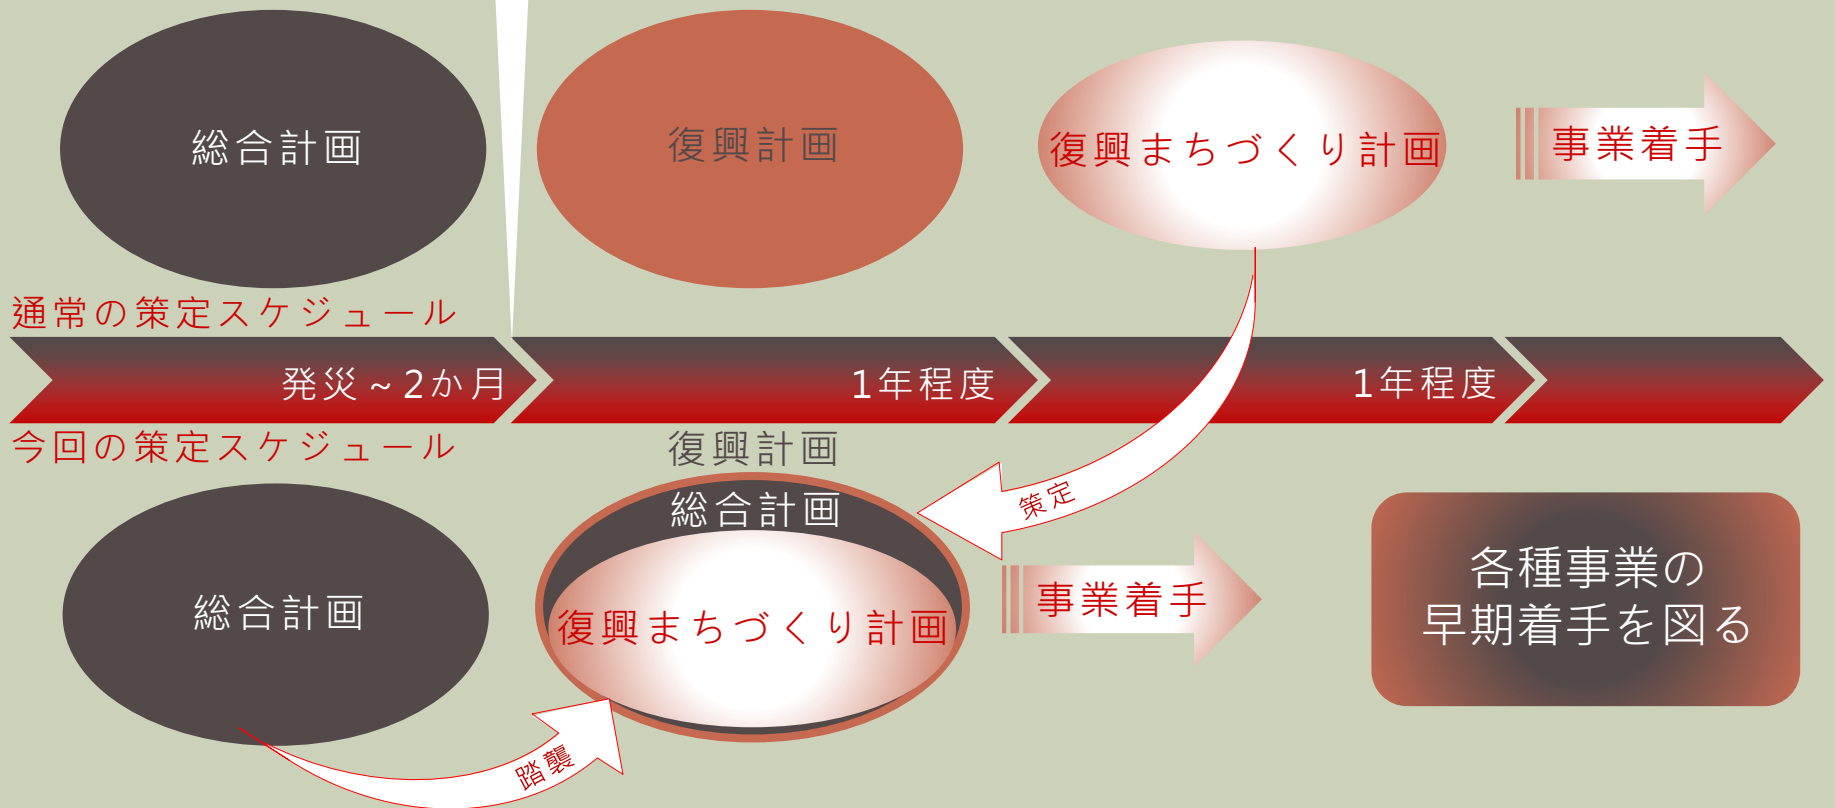 総合計画
復興計画
復興まちづくり計画
事業着手
通常の策定スケジュール
発災～2か月
1年程度
1年程度
今回の策定スケジュール
復興計画
総合計画
策定
総合計画
復興まちづくり計画
事業着手
各種事業の
早期着手を図る
踏襲